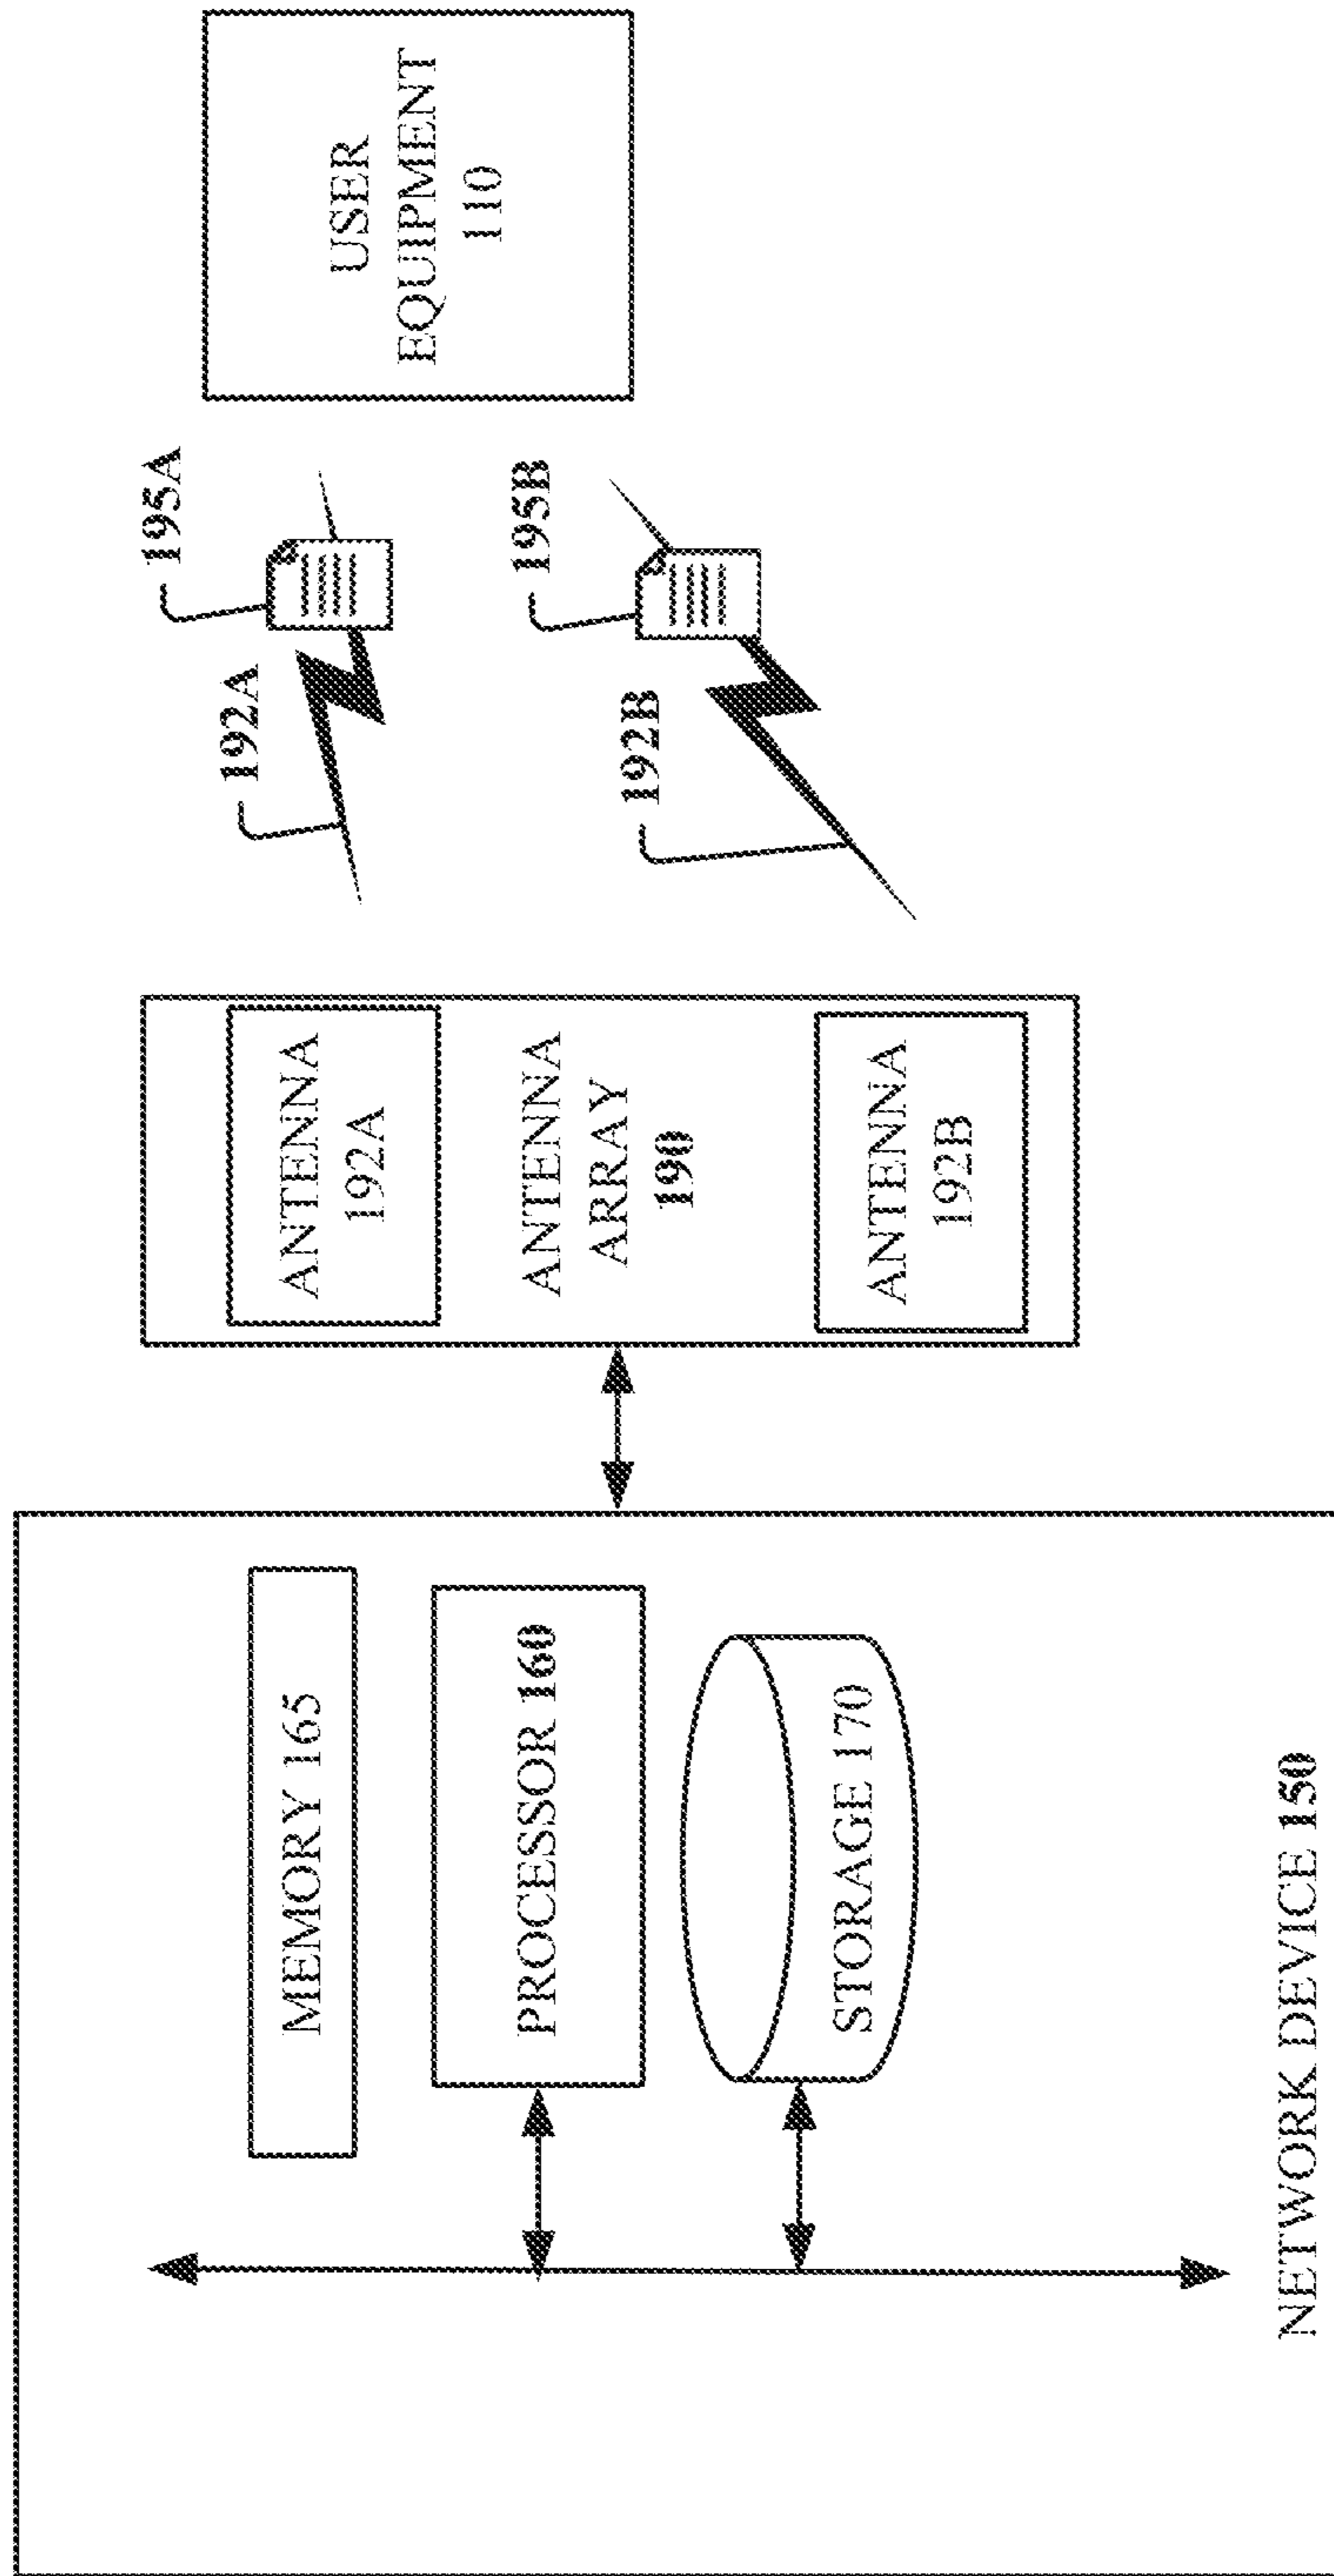 MEMORY 165
PROCESSOR 160
STORAGE 170
NETWORK DEVICE 150
ANTENNA
192A
ANTENNA
ARRAY
190
ANTENNA
192B
192A
195A
192B
195B
USER
EQUIPMENT
110